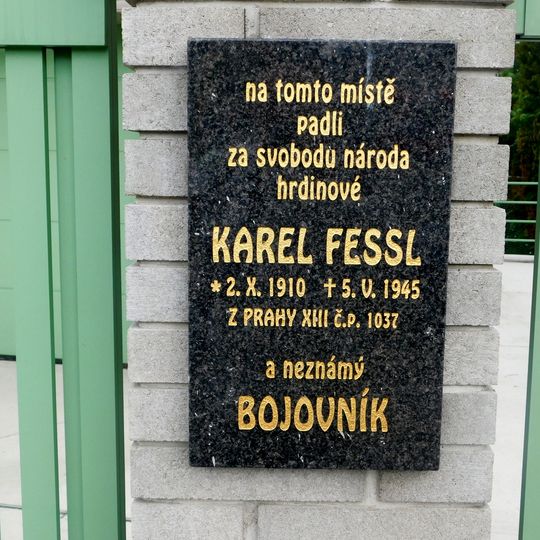 na tomto místě
padli
za svobodu národa
hrdinové
KAREL FESSL
* 2. X. 1910 † 5. V. 1945
Z PRAHY XIII č.p. 1037
a neznámý
BOJOVNÍK